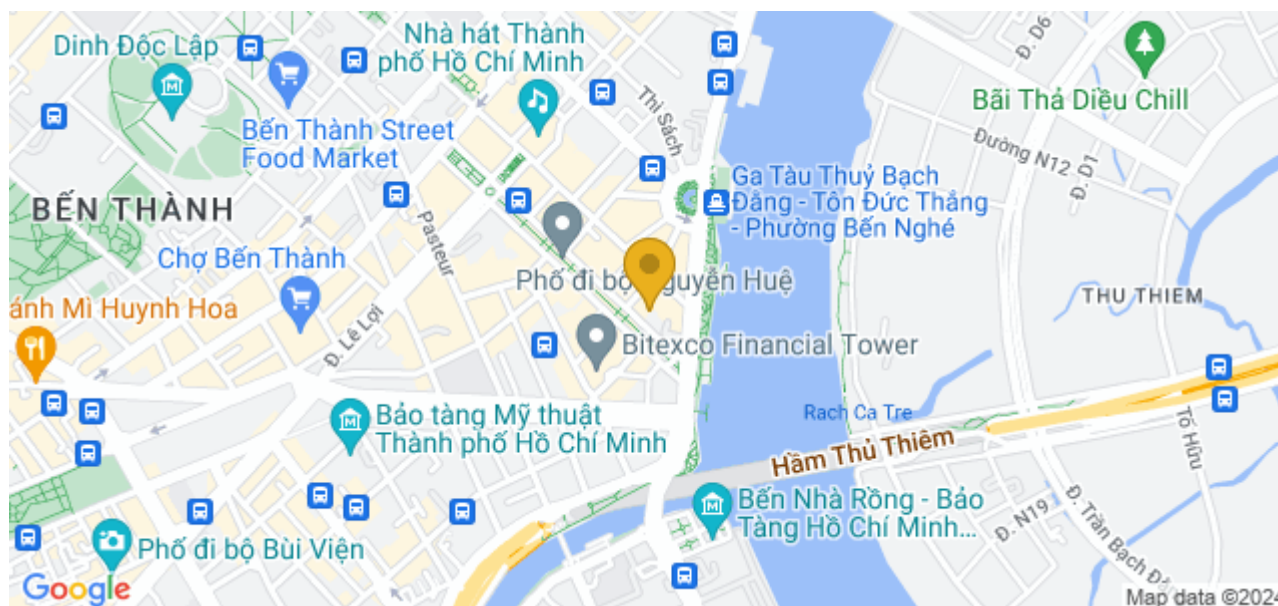 Dinh Độc Lập
Nhà hát Thành
phố Hồ Chí Minh
Đ. D6
Bãi Thả Diều Chill
Thi Sách
Bến Thành Street
Food Market
Đường N12
Đ. D1
Ga Tàu Thuỷ Bạch
Đằng - Tôn Đức Thắng
- Phường Bến Nghé
BẾN THÀNH
Pasteur
Chợ Bến Thành
Phố đi bộ Nguyễn Huệ
THU THIEM
ánh Mì Huynh Hoa
Đ. Lê Lợi
Bitexco Financial Tower
Rach Ca Tre
Bảo tàng Mỹ thuật
Thành phố Hồ Chí Minh
Hầm Thủ Thiêm
Tố Hữu
Bến Nhà Rồng - Bảo
Tàng Hồ Chí Minh...
Đ. N19
Đ. Trần Bạch Đằ
Phố đi bộ Bùi Viện
Google
Map data ©2024